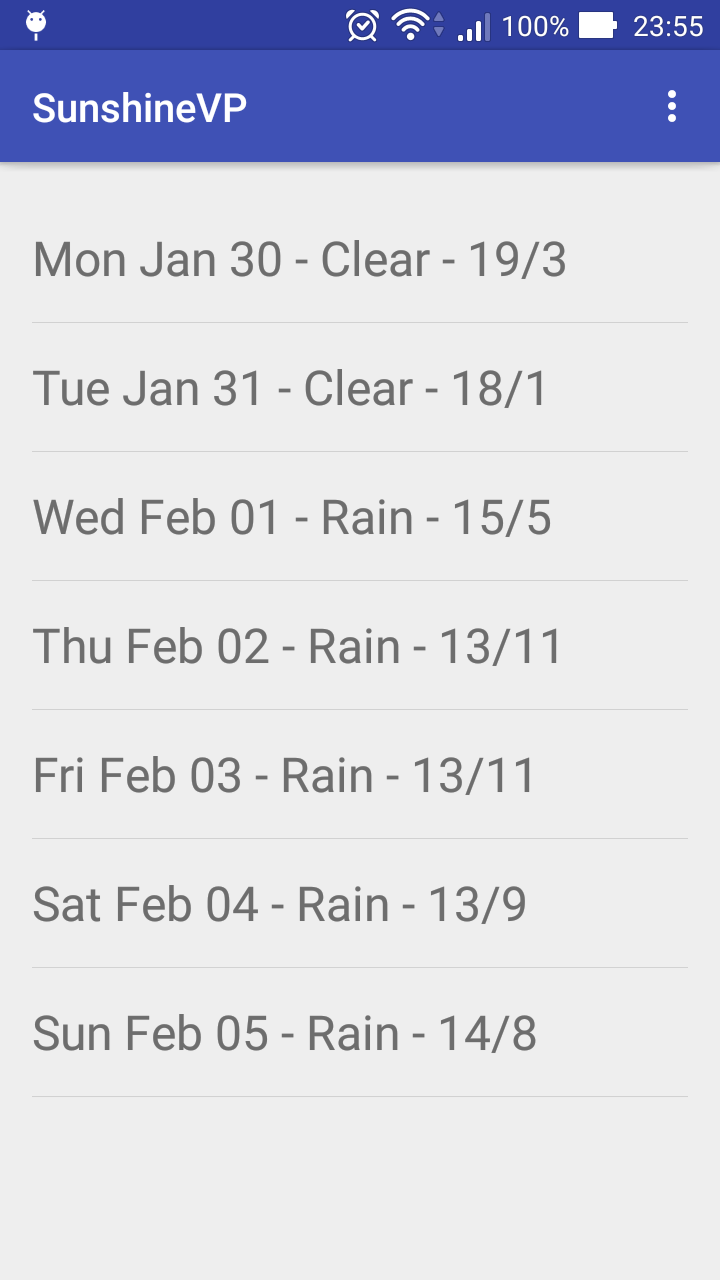 100% 23:55
SunshineVP
Mon Jan 30 - Clear - 19/3
Tue Jan 31 - Clear - 18/1
Wed Feb 01 - Rain - 15/5
Thu Feb 02 - Rain - 13/11
Fri Feb 03 - Rain - 13/11
Sat Feb 04 - Rain - 13/9
Sun Feb 05 - Rain - 14/8